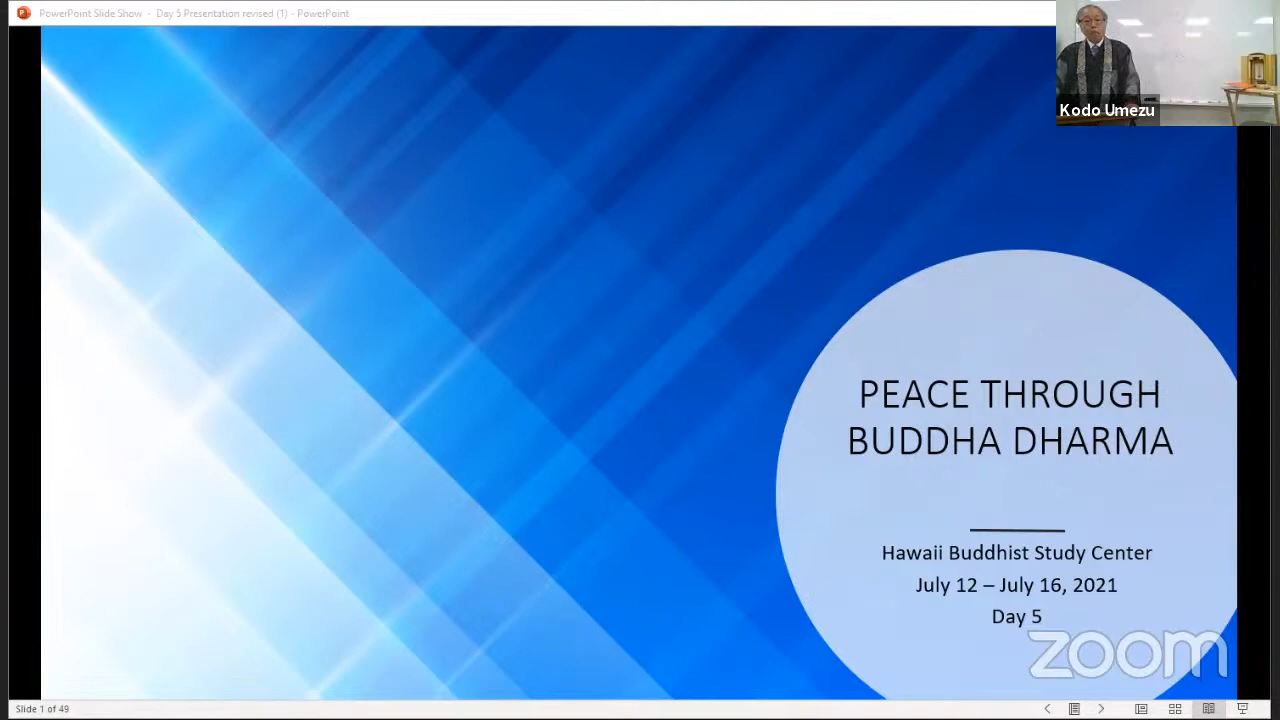 PowerPoint Slide Show - Day 5 Presentation revised (1) - PowerPoint
Kodo Umezu
PEACE THROUGH
BUDDHA DHARMA
Hawaii Buddhist Study Center
July 12 – July 16, 2021
Day 5
zoom
Slide 1 of 49